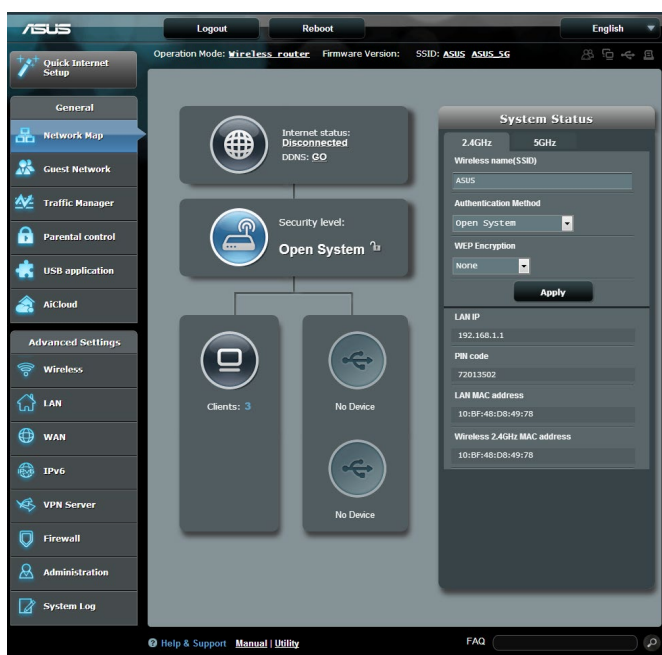 ASUS
Logout
Reboot
English
Operation Mode: Wireless router Firmware Version: SSID: ASUS ASUS_5G
Quick Internet
Setup
General
Network Map
Guest Network
Traffic Manager
Parental control
USB application
AiCloud
Advanced Settings
Wireless
LAN
WAN
IPv6
VPN Server
Firewall
Administration
System Log
Internet status:
Disconnected
DDNS: GO
Security level:
Open System
Clients: 3
No Device
No Device
System Status
2.4GHz
5GHz
Wireless name(SSID)
ASUS
Authentication Method
Open System
WEP Encryption
None
Apply
LAN IP
192.168.1.1
PIN code
72013502
LAN MAC address
10:BF:48:D8:49:78
Wireless 2.4GHz MAC address
10:BF:48:D8:49:78
Help & Support Manual | Utility
FAQ